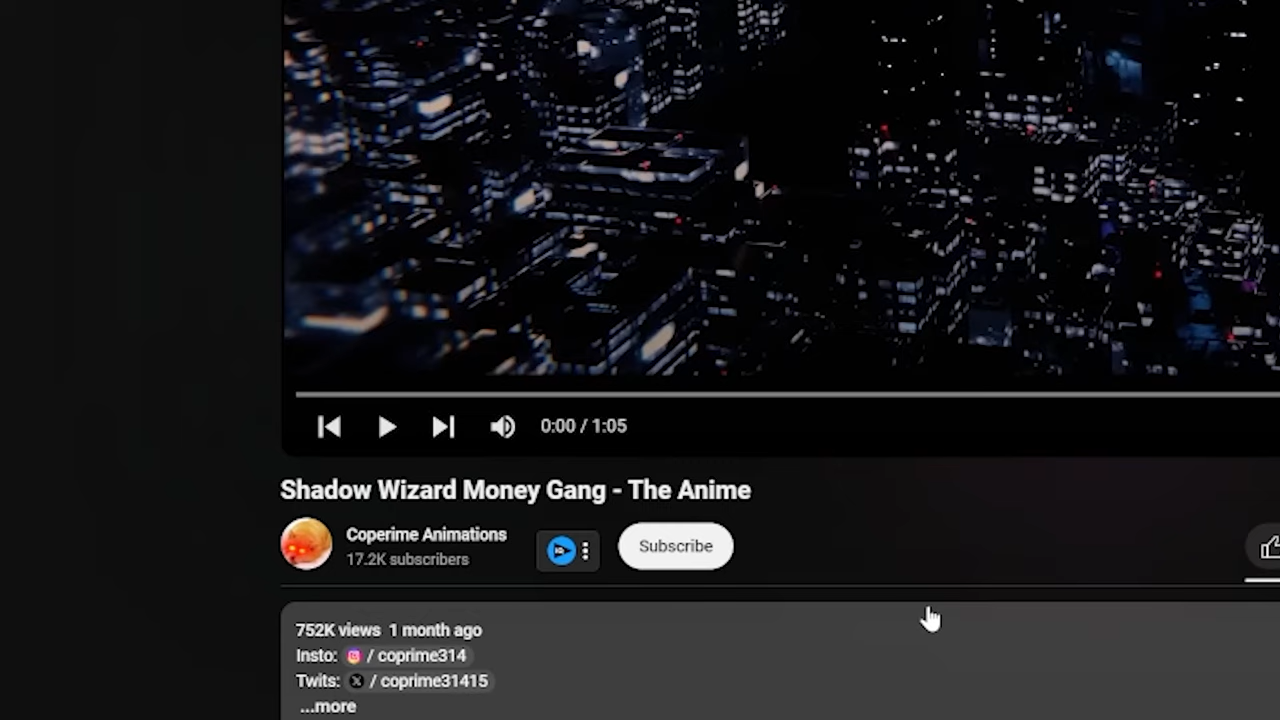 0:00 / 1:05
Shadow Wizard Money Gang - The Anime
Coperime Animations
17.2K subscribers
Subscribe
752K views 1 month ago
Insto: / coprime314
Twits: / coprime31415
...more